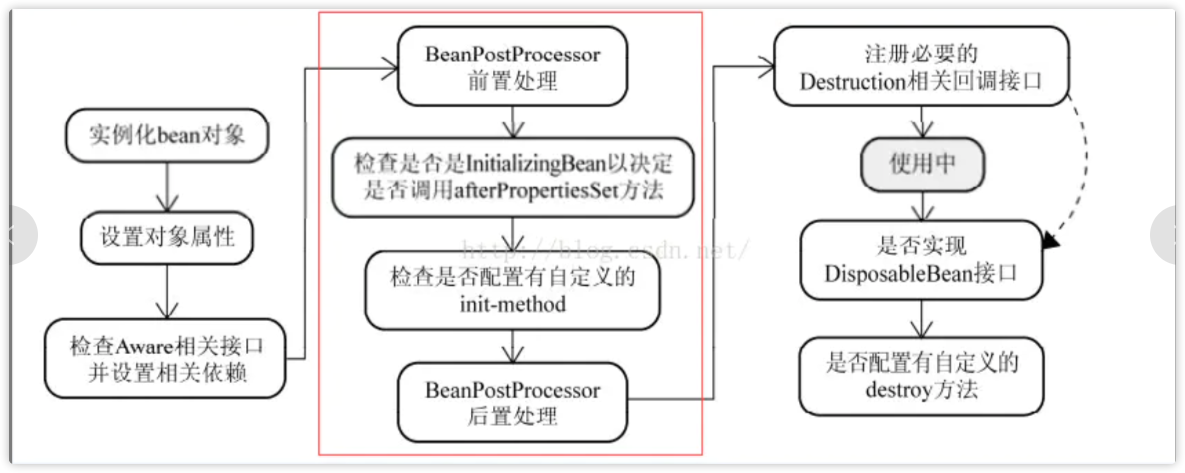 实例化bean对象
设置对象属性
检查Aware相关接口
并设置相关依赖
BeanPostProcessor
前置处理
检查是否是InitializingBean以决定
是否调用afterPropertiesSet方法
检查是否配置有自定义的
init-method
BeanPostProcessor
后置处理
注册必要的
Destruction相关回调接口
使用中
是否实现
DisposableBean接口
是否配置有自定义的
destroy方法
http://blog.csdn.net/